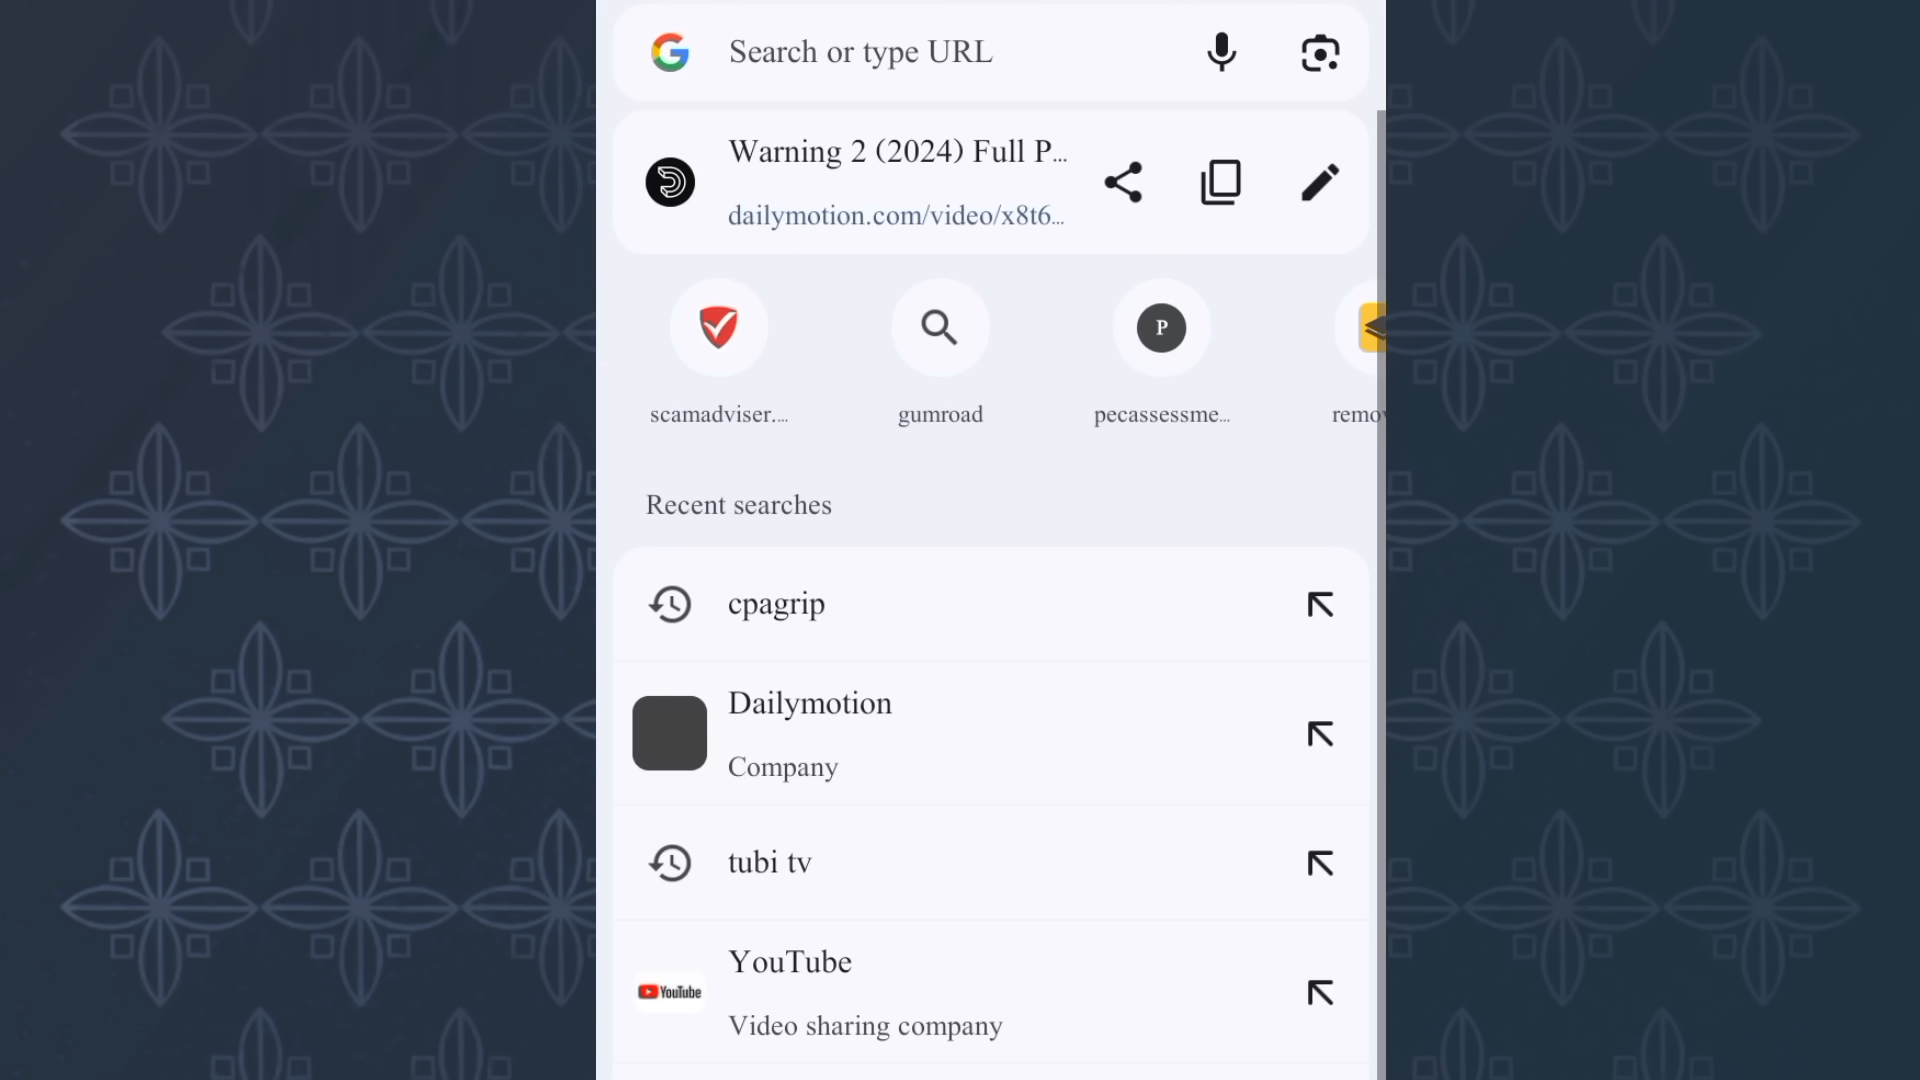 Search or type URL
Warning 2 (2024) Full P...
dailymotion.com/video/x8t6...
scamadviser....
gumroad
P
pecassessme...
remov
Recent searches
cpagrip
Dailymotion
Company
tubi tv
YouTube
YouTube
Video sharing company